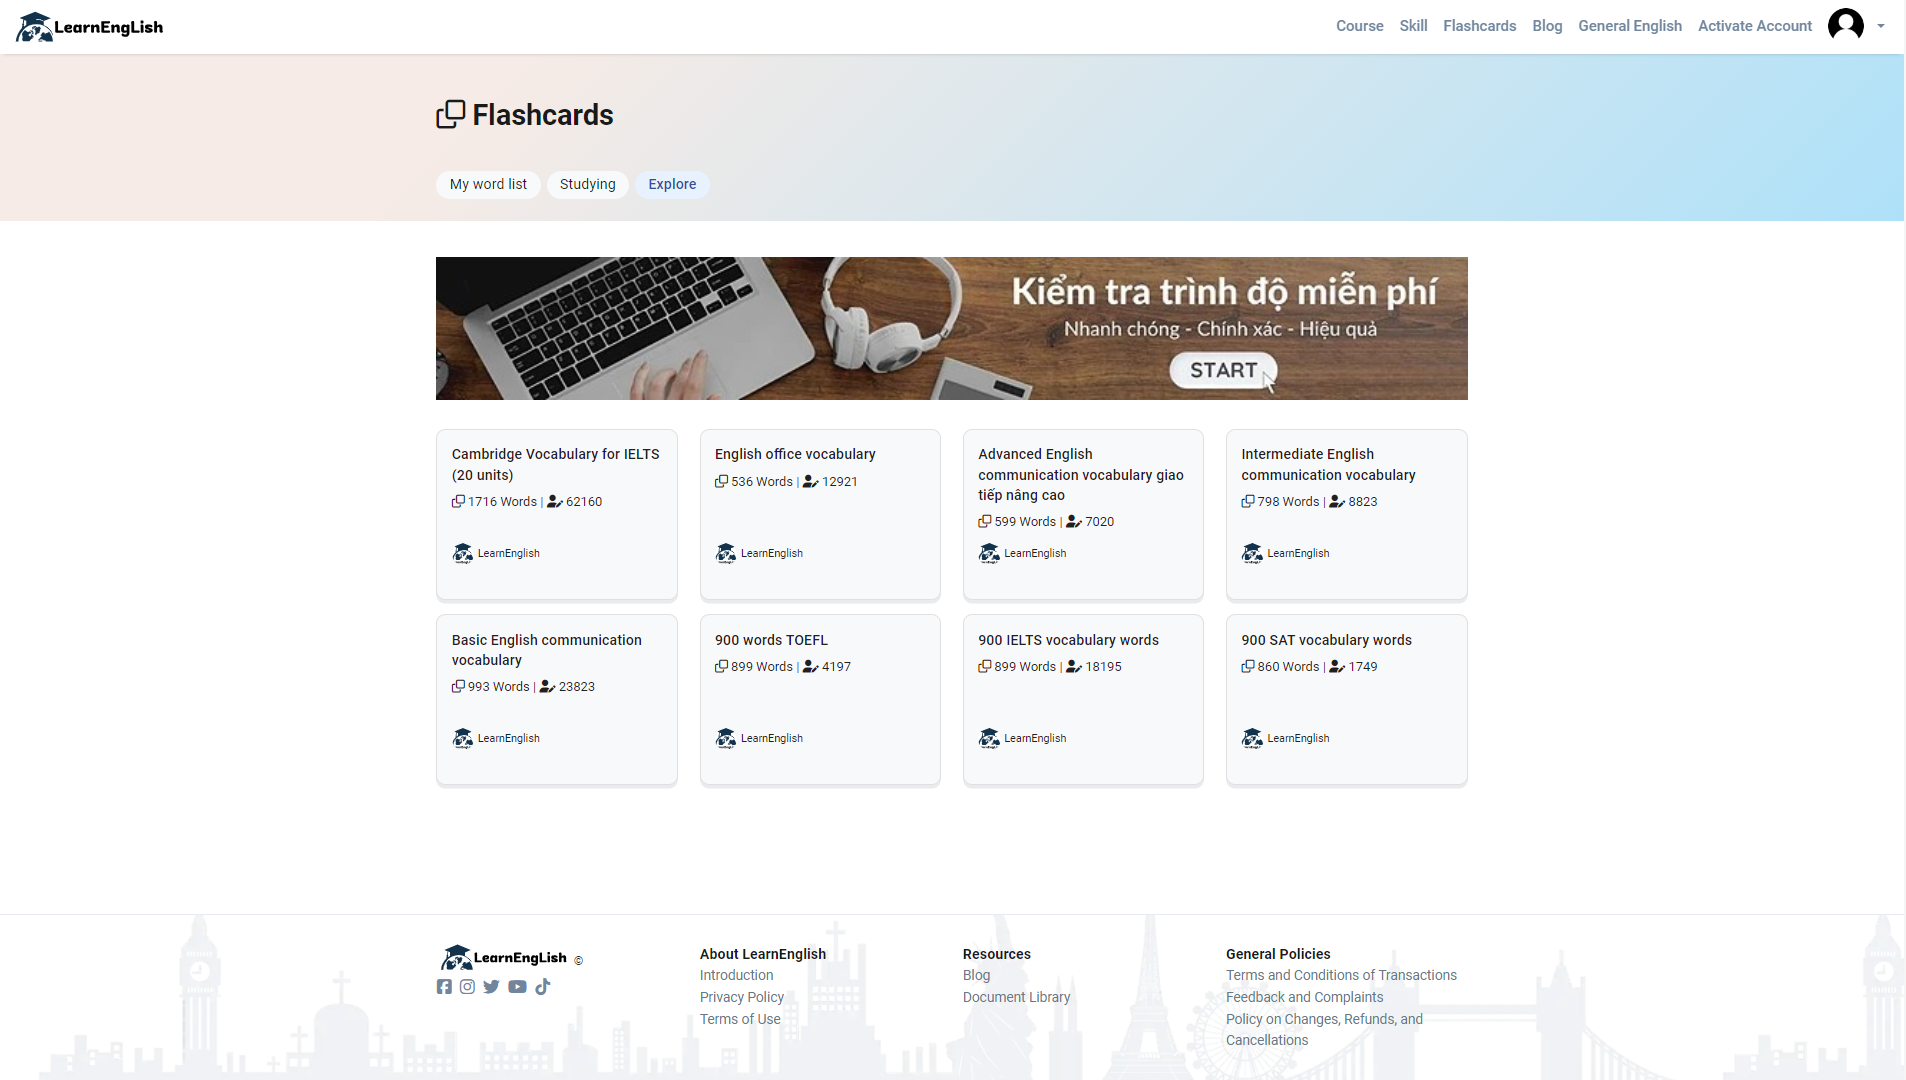 LearnEngLish
Course Skill Flashcards Blog General English Activate Account
Flashcards
My word list Studying Explore
Kiểm tra trình độ miễn phí
Nhanh chóng - Chính xác - Hiệu quả
START
Cambridge Vocabulary for IELTS
(20 units)
1716 Words | 62160
LearnEnglish
English office vocabulary
536 Words | 12921
LearnEnglish
Advanced English
communication vocabulary giao
tiếp nâng cao
599 Words | 7020
LearnEnglish
Intermediate English
communication vocabulary
798 Words | 8823
LearnEnglish
Basic English communication
vocabulary
993 Words | 23823
LearnEnglish
900 words TOEFL
899 Words | 4197
LearnEnglish
900 IELTS vocabulary words
899 Words | 18195
LearnEnglish
900 SAT vocabulary words
860 Words | 1749
LearnEnglish
LearnEngLish ©
About LearnEnglish
Introduction
Privacy Policy
Terms of Use
Resources
Blog
Document Library
General Policies
Terms and Conditions of Transactions
Feedback and Complaints
Policy on Changes, Refunds, and
Cancellations